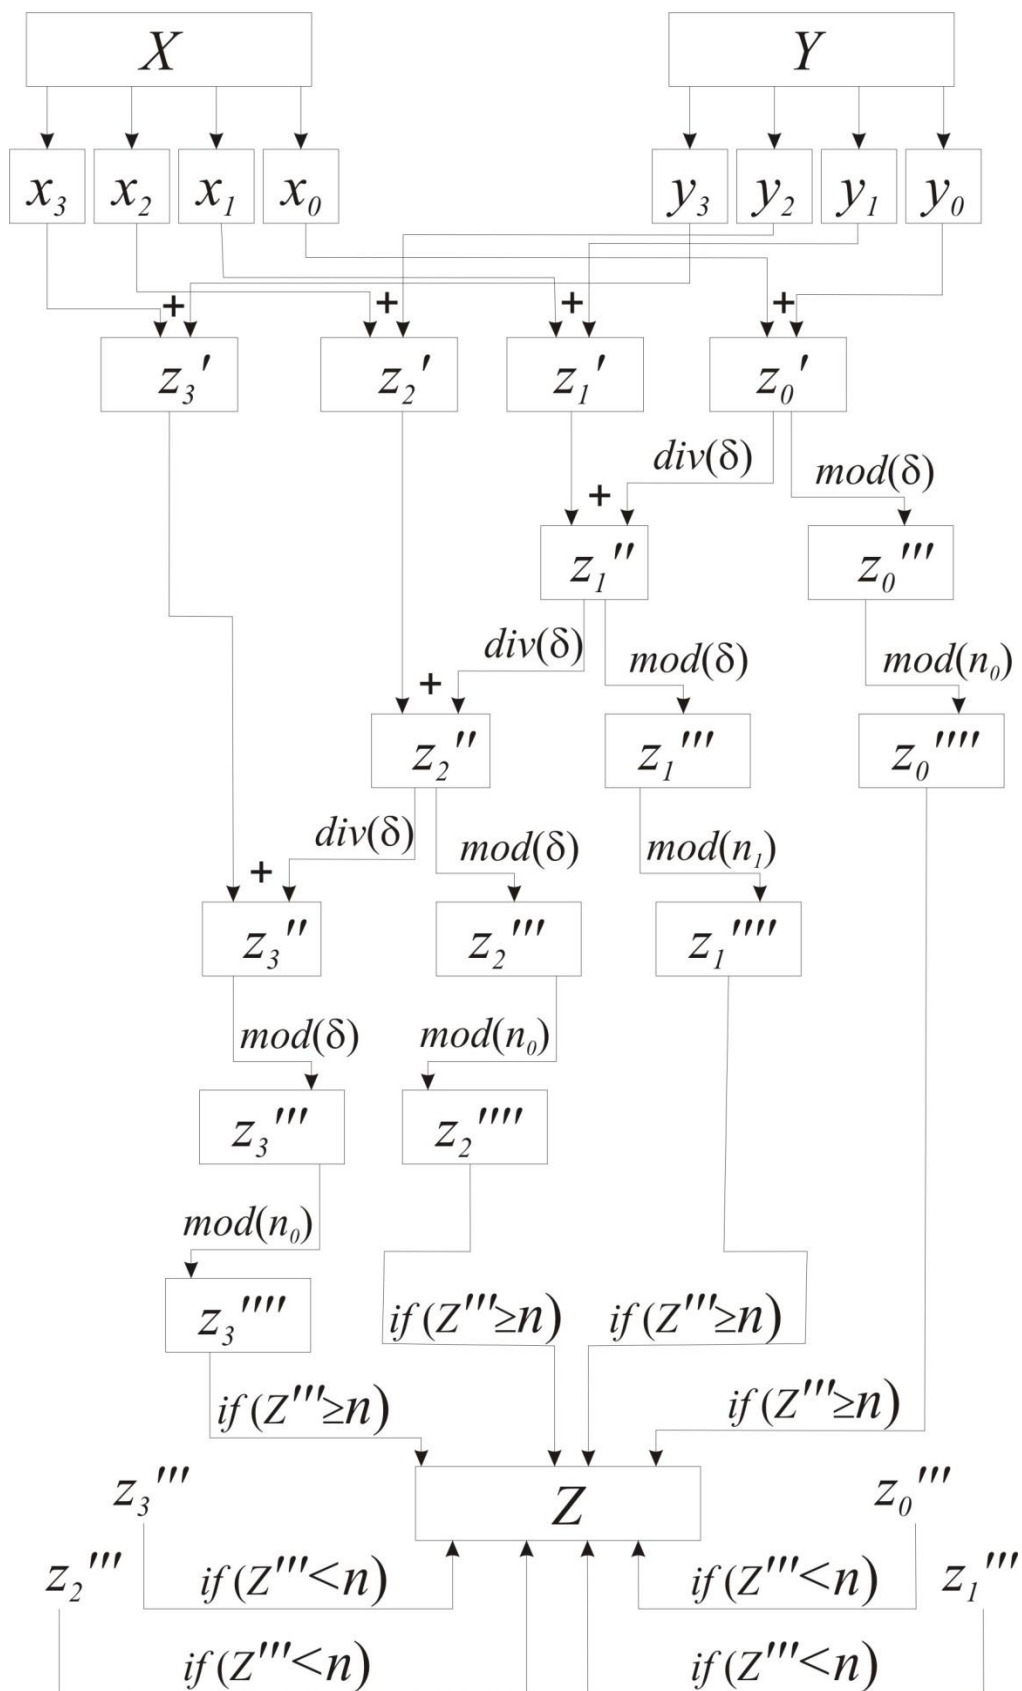 X Y
x₃ x₂ x₁ x₀ y₃ y₂ y₁ y₀
+ + + +
z₃' z₂' z₁' z₀'
div(δ) mod(δ)
+
z₁'' z₀'''
div(δ) mod(δ) mod(n₀)
+
z₂'' z₁''' z₀''''
div(δ) mod(δ) mod(n₁)
+
z₃'' z₂''' z₁''''
mod(δ) mod(n₀)
z₃''' z₂''''
mod(n₀)
z₃'''' if(Z'''≥n) if(Z'''≥n)
if(Z'''≥n) if(Z'''≥n)
z₃''' Z z₀'''
z₂''' if(Z'''<n) if(Z'''<n) z₁'''
if(Z'''<n) if(Z'''<n)